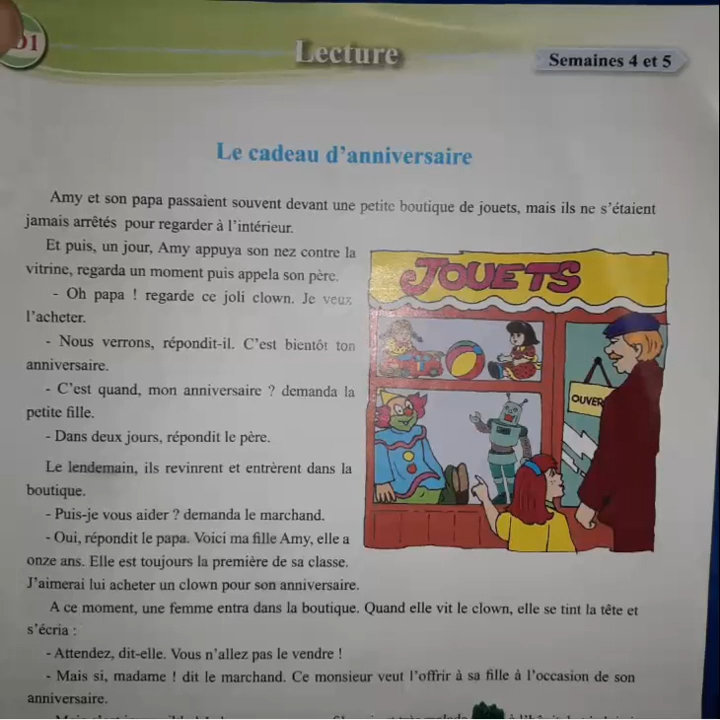 01
Lecture
Semaines 4 et 5
Le cadeau d'anniversaire
Amy et son papa passaient souvent devant une petite boutique de jouets, mais ils ne s'étaient
jamais arrêtés pour regarder à l'intérieur.
Et puis, un jour, Amy appuya son nez contre la
vitrine, regarda un moment puis appela son père.
- Oh papa ! regarde ce joli clown. Je veux
l'acheter.
- Nous verrons, répondit-il. C'est bientôt ton
anniversaire.
- C'est quand, mon anniversaire ? demanda la
petite fille.
- Dans deux jours, répondit le père.
Le lendemain, ils revinrent et entrèrent dans la
boutique.
- Puis-je vous aider ? demanda le marchand.
- Oui, répondit le papa. Voici ma fille Amy, elle a
onze ans. Elle est toujours la première de sa classe.
J'aimerai lui acheter un clown pour son anniversaire.
JOUETS
OUVER
A ce moment, une femme entra dans la boutique. Quand elle vit le clown, elle se tint la tête et
s'écria :
- Attendez, dit-elle. Vous n'allez pas le vendre !
- Mais si, madame ! dit le marchand. Ce monsieur veut l'offrir à sa fille à l'occasion de son
anniversaire.